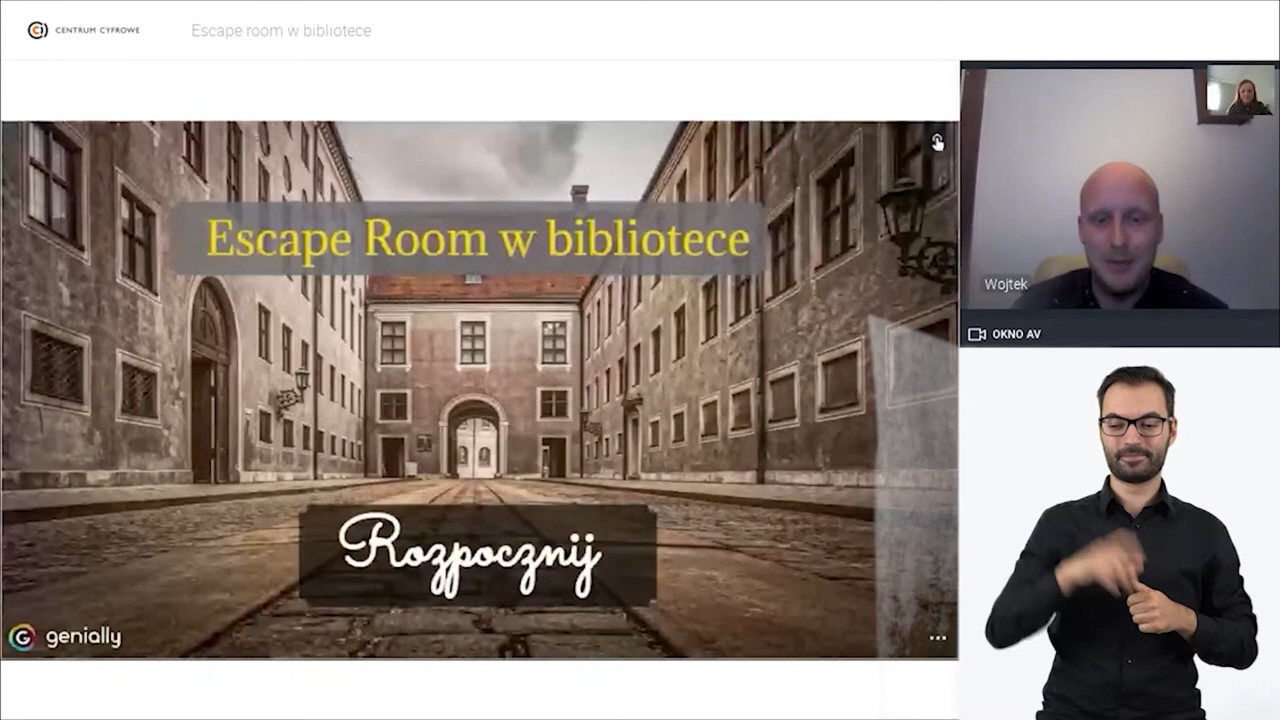 CENTRUM CYFROWE
Escape room w bibliotece
Escape Room w bibliotece
Rozpocznij
genially
Wojtek
OKNO AV